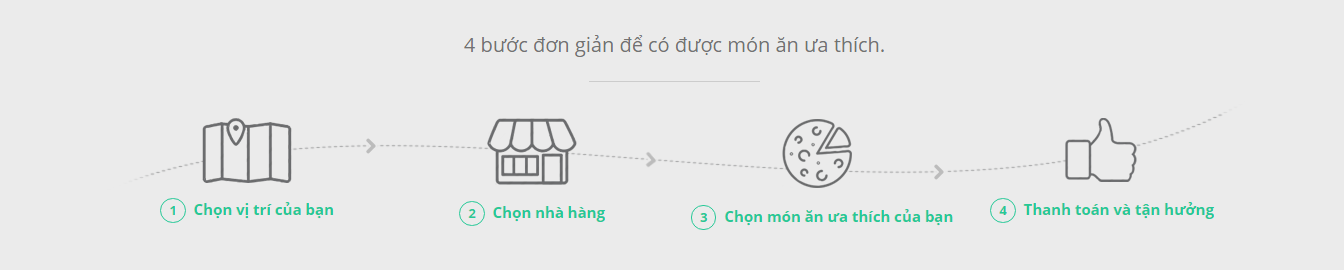 4 bước đơn giản để có được món ăn ưa thích.
1 Chọn vị trí của bạn
2 Chọn nhà hàng
3 Chọn món ăn ưa thích của bạn
4 Thanh toán và tận hưởng